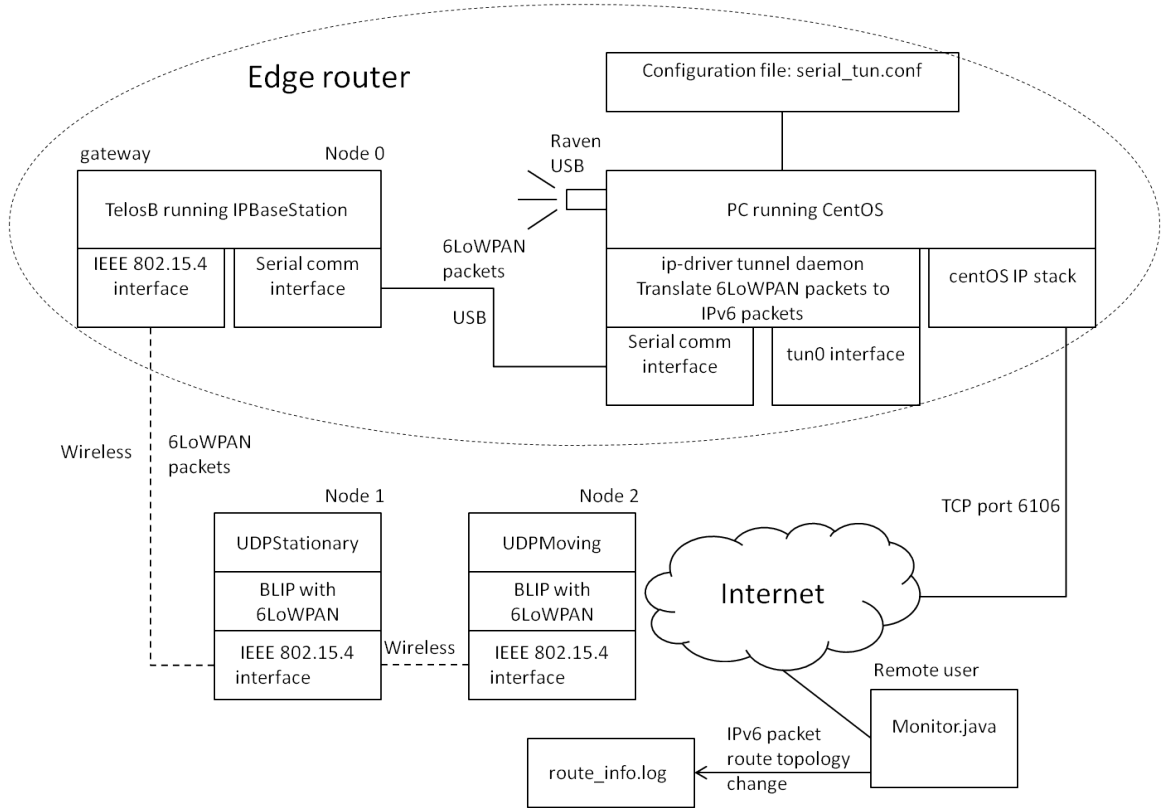 Edge router
Configuration file: serial_tun.conf
Raven
USB
gateway
Node 0
TelosB running IPBaseStation
IEEE 802.15.4
interface
Serial comm
interface
6LoWPAN
packets
USB
PC running CentOS
ip-driver tunnel daemon
Translate 6LoWPAN packets to
IPv6 packets
centOS IP stack
Serial comm
interface
tun0 interface
Wireless
6LoWPAN
packets
TCP port 6106
Node 1
UDPStationary
BLIP with
6LoWPAN
IEEE 802.15.4
interface
Wireless
Node 2
UDPMoving
BLIP with
6LoWPAN
IEEE 802.15.4
interface
Internet
Remote user
Monitor.java
IPv6 packet
route topology
change
route_info.log